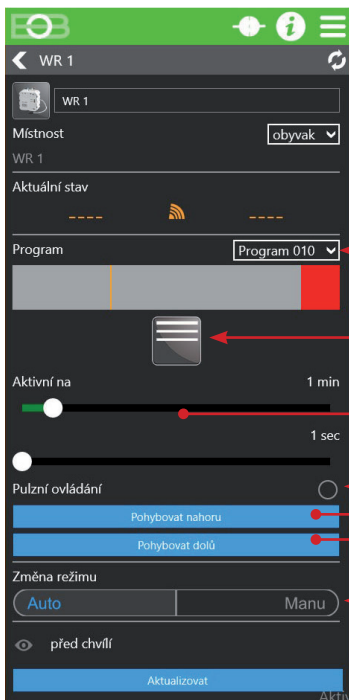 EOB
WR 1
WR 1
Místnost
obyvak
WR 1
Aktuální stav
---- ----
Program
Program 010
Aktivní na
1 min
1 sec
Pulzní ovládání
Pohybovat nahoru
Pohybovat dolů
Změna režimu
Auto
Manu
před chvílí
Aktualizovat
Aktiv